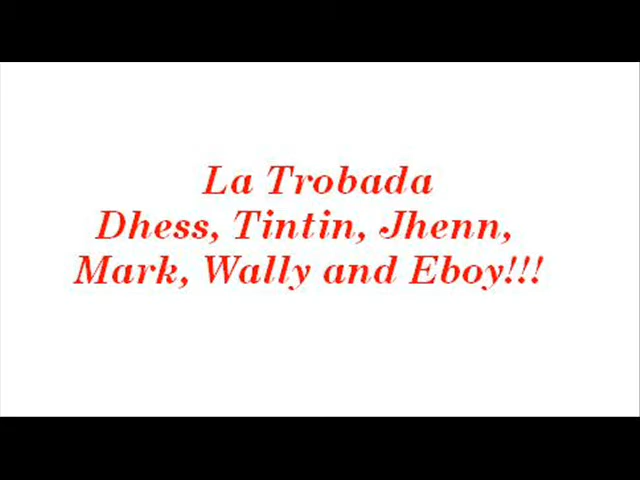 La Trobada
Dhess, Tintin, Jhenn,
Mark, Wally and Eboy!!!